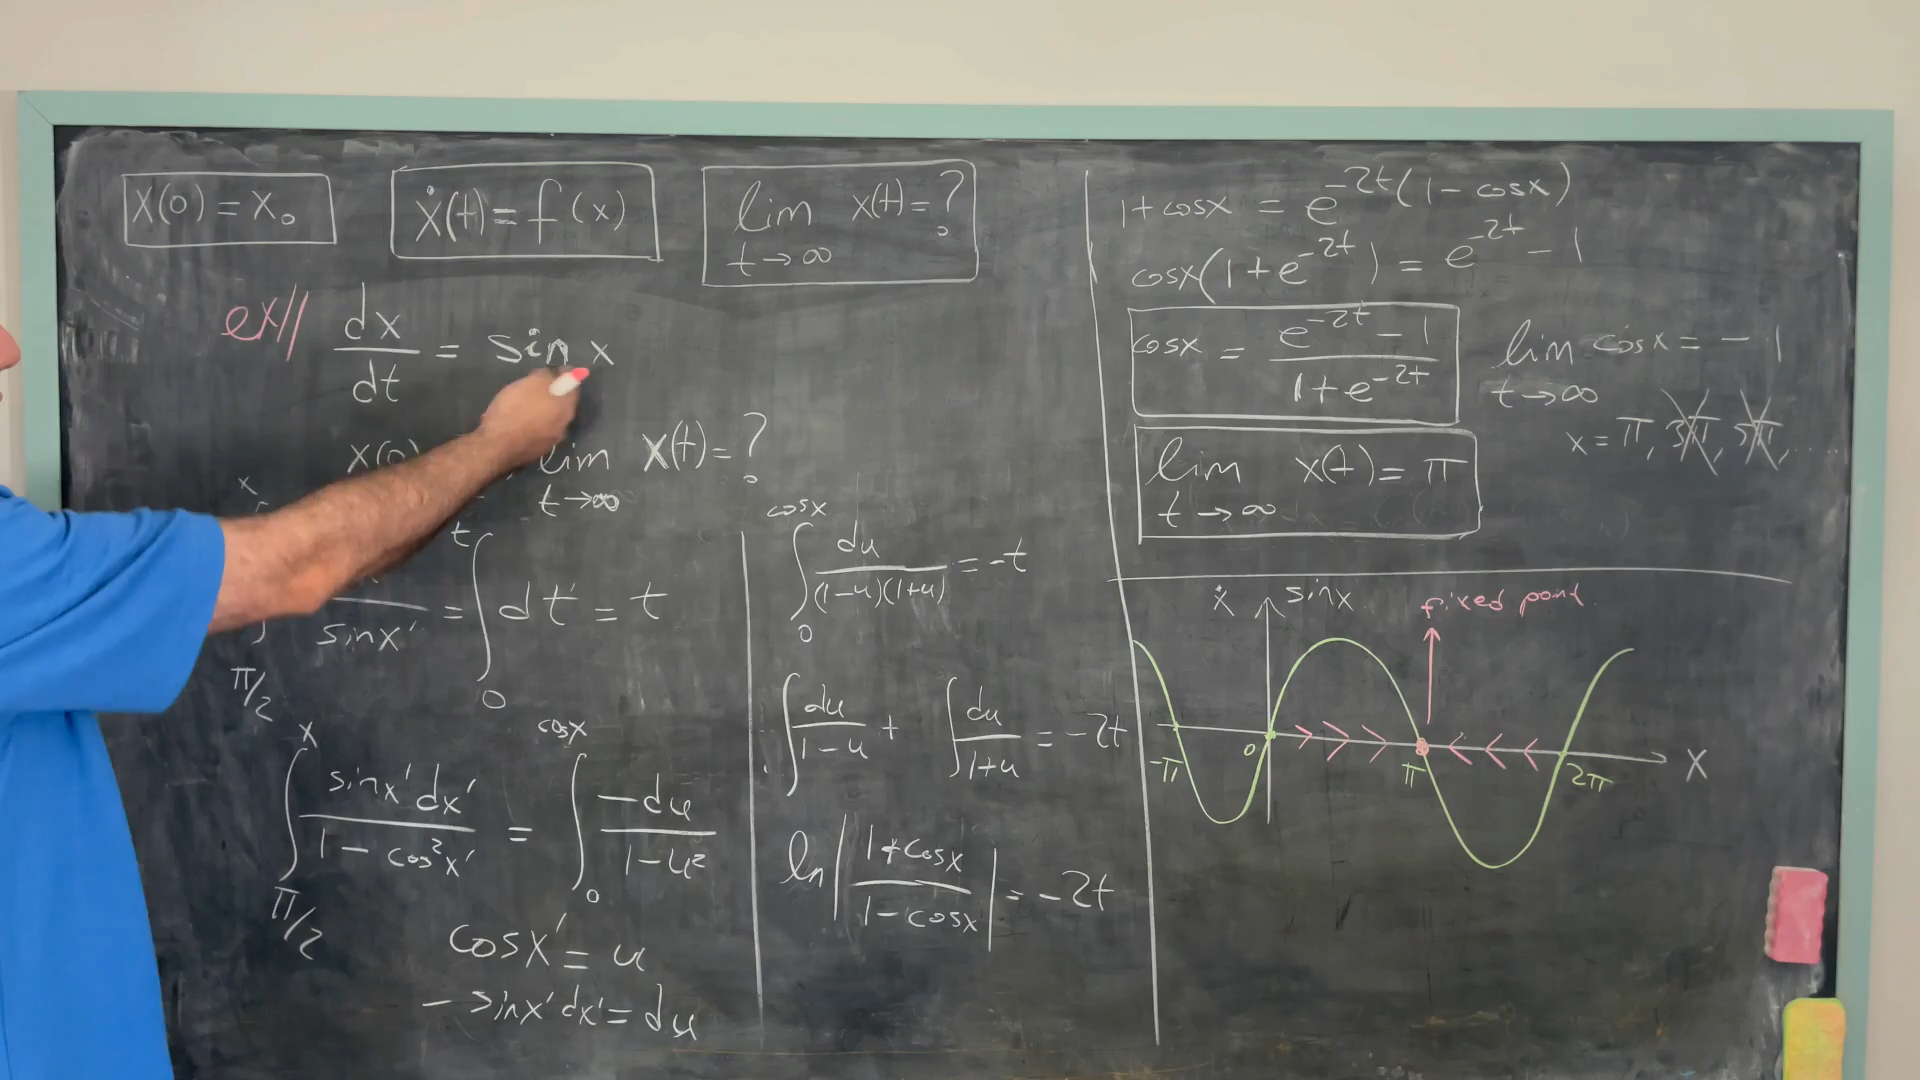 x(0) = x₀
ẋ(t) = f(x)
lim x(t) = ?
t → ∞
ex//
dx/dt = sin x
x(0)
lim x(t) = ?
t → ∞
x
π/2
sinx′
= ∫₀ᵗ dt′ = t
∫_{π/2}^{x} sinx′dx′/(1 − cos²x′) = ∫₀^{cosx} −du/(1−u²)
cosx′ = u
− sinx′dx′ = du
∫₀^{cosx} du/((1−u)(1+u)) = −t
∫ du/(1−u) + ∫ du/(1+u) = −2t
ln |(1+cosx)/(1−cosx)| = −2t
1+cosx = e^{−2t}(1−cosx)
cosx(1+e^{−2t}) = e^{−2t} − 1
cosx = (e^{−2t} − 1)/(1+e^{−2t})
lim cosx = −1
t → ∞
x = π, 3π, 5π, ....
lim x(t) = π
t → ∞
ẋ
sinx
fixed point
-π
0
π
2π
x